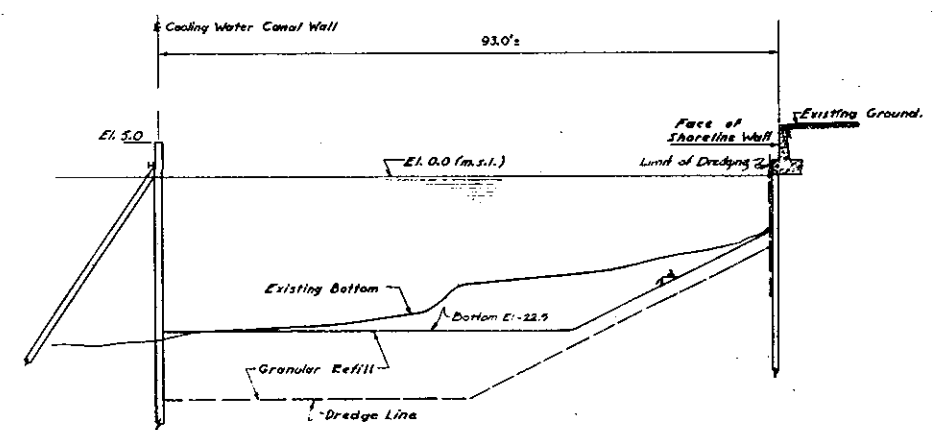 ℄ Cooling Water Canal Wall
93.0'±
El. 5.0
Existing Ground.
Face of
Shoreline Wall
El. 0.0 (m.s.l.)
Limit of Dredging
Existing Bottom
Bottom El.-22.5
Granular Refill
Dredge Line